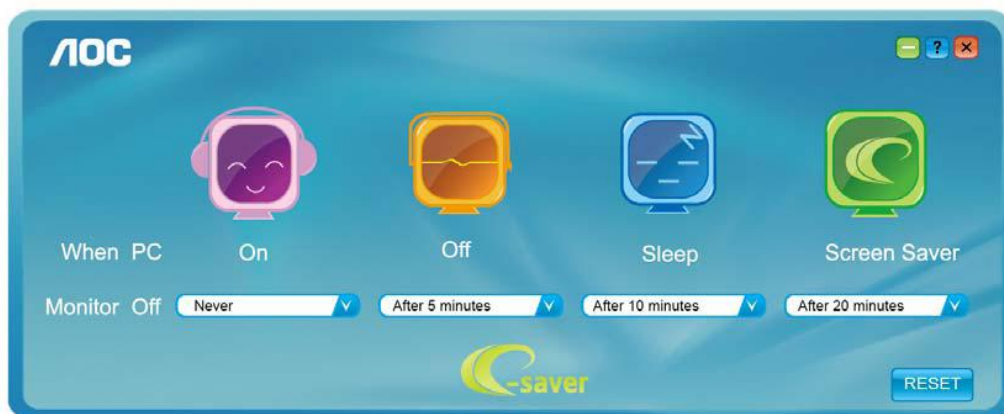 AOC
?
When PC On Off Sleep Screen Saver
Monitor Off Never After 5 minutes After 10 minutes After 20 minutes
e-saver
RESET